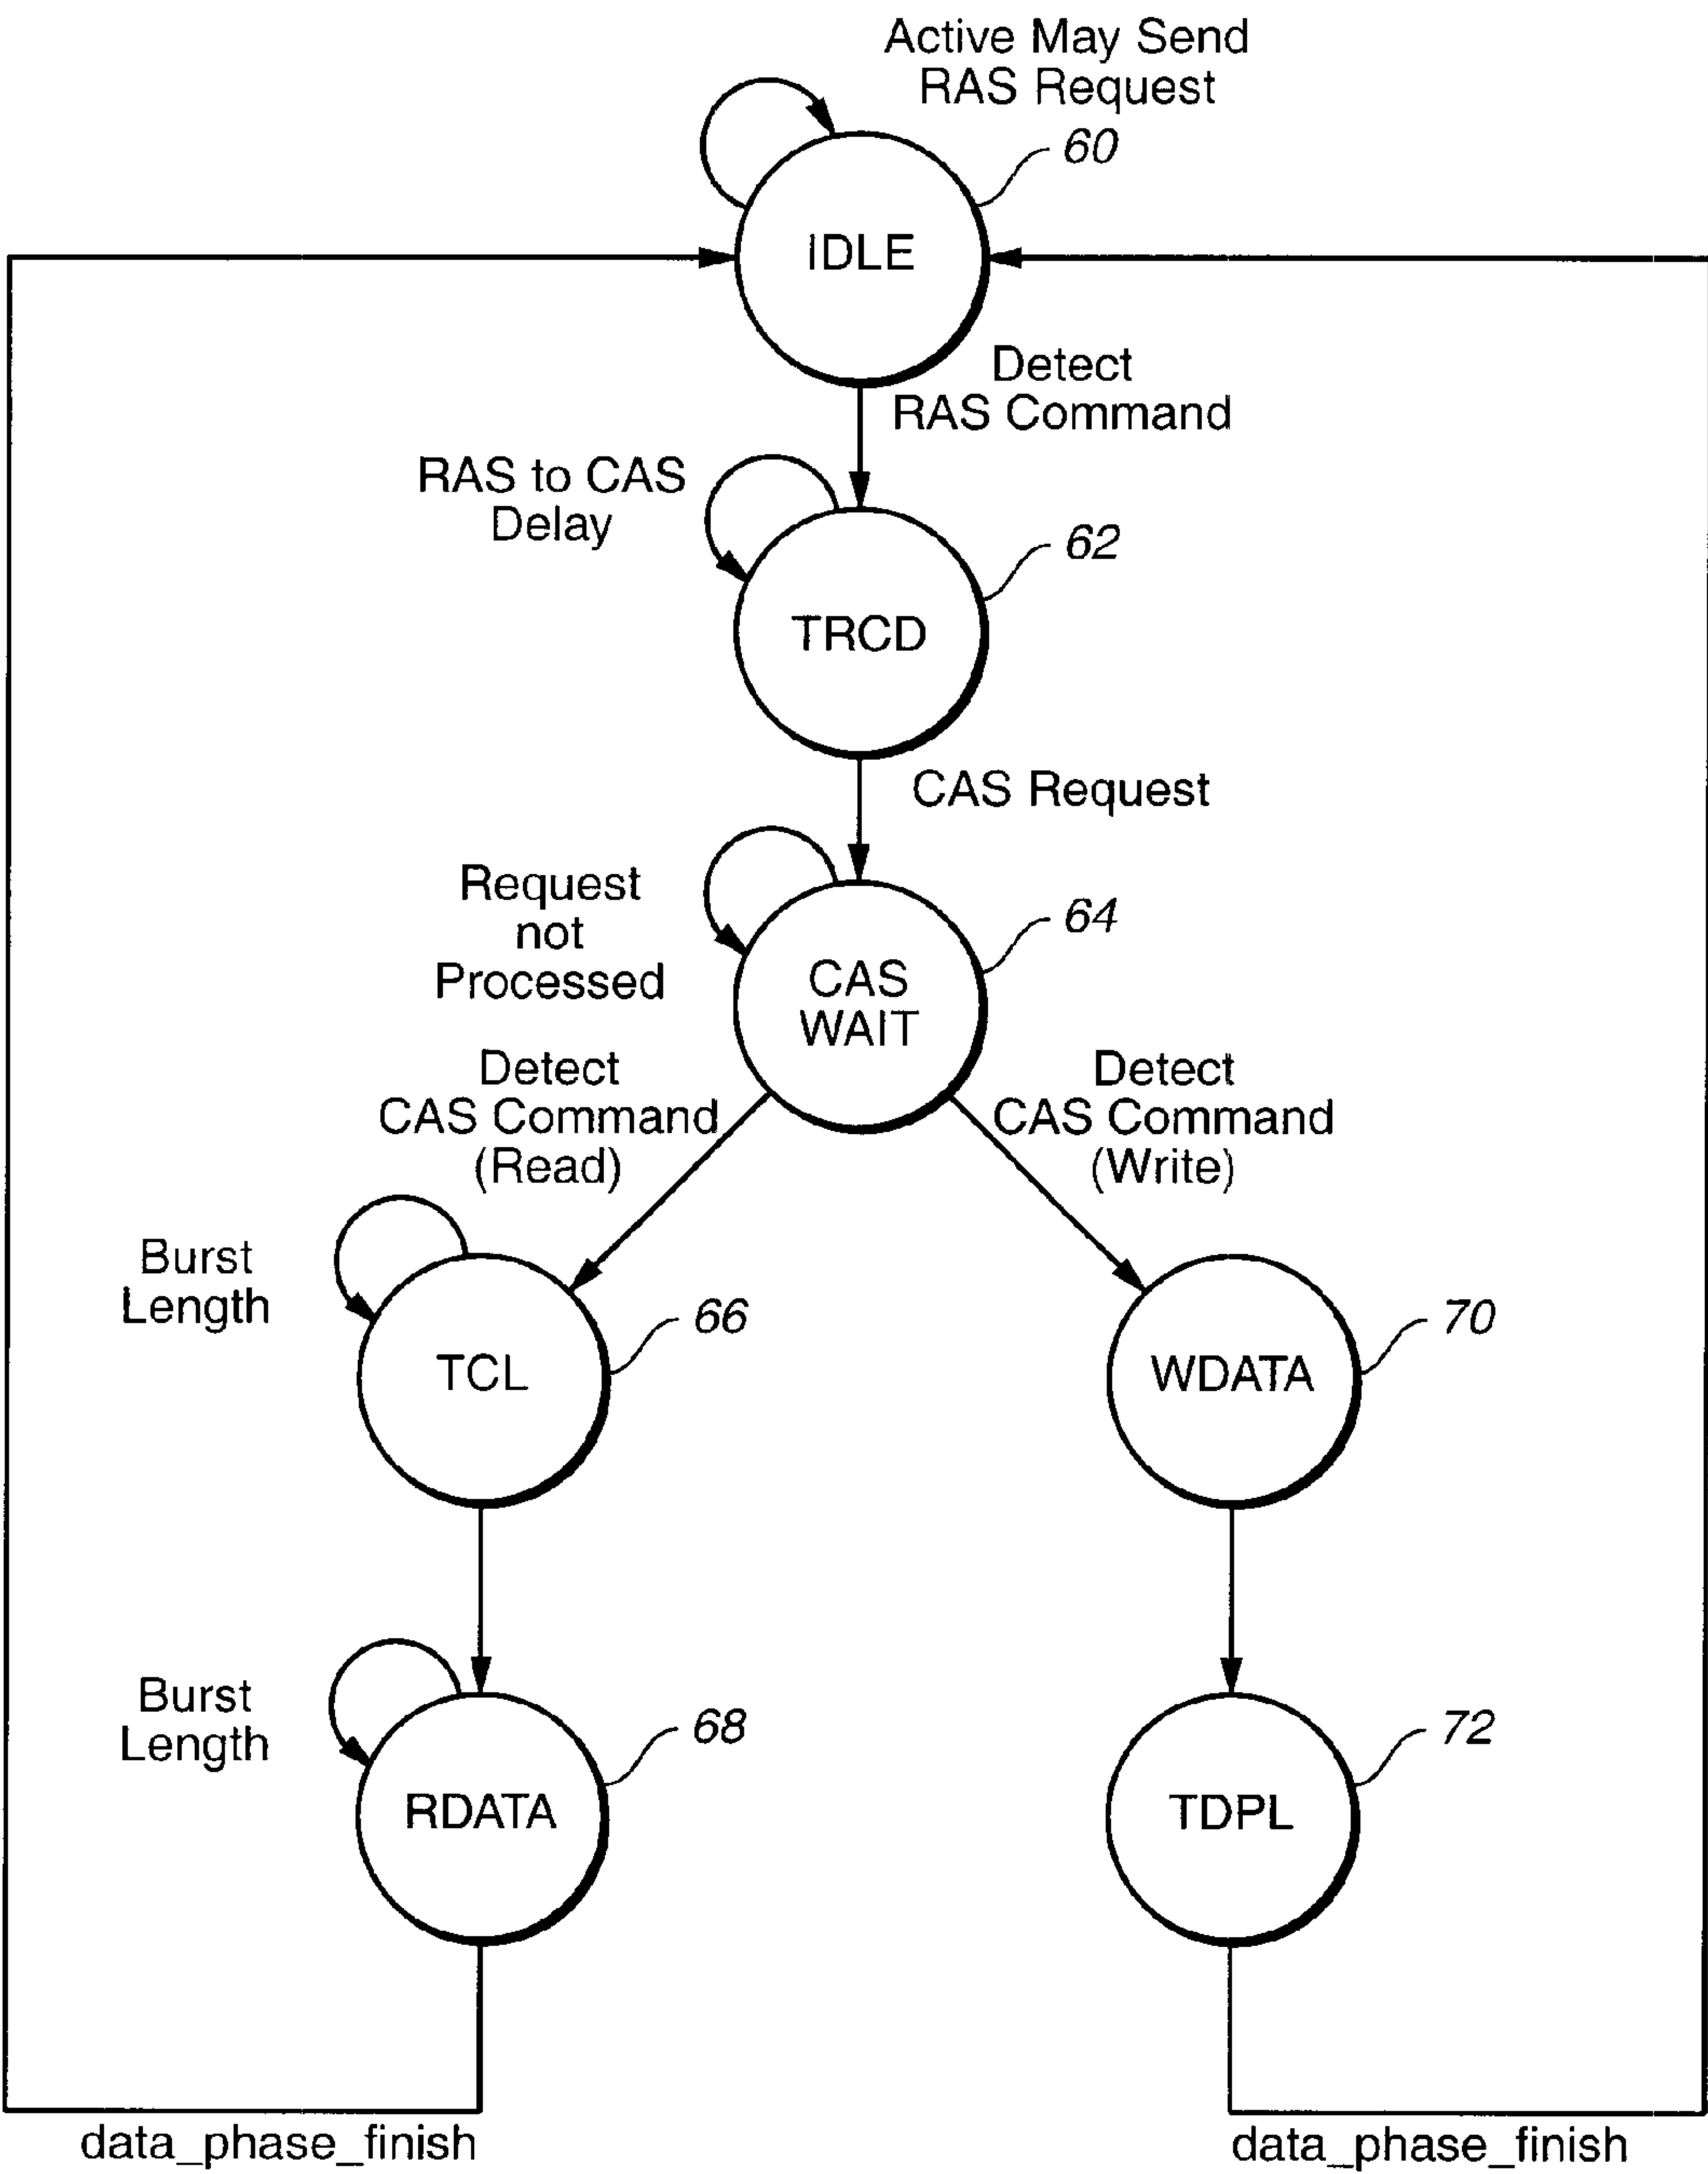 Active May Send
RAS Request
60
IDLE
Detect
RAS Command
RAS to CAS
Delay
62
TRCD
CAS Request
Request
not
Processed
64
CAS
WAIT
Detect
CAS Command
(Read)
Detect
CAS Command
(Write)
Burst
Length
66
TCL
70
WDATA
Burst
Length
68
RDATA
72
TDPL
data_phase_finish
data_phase_finish